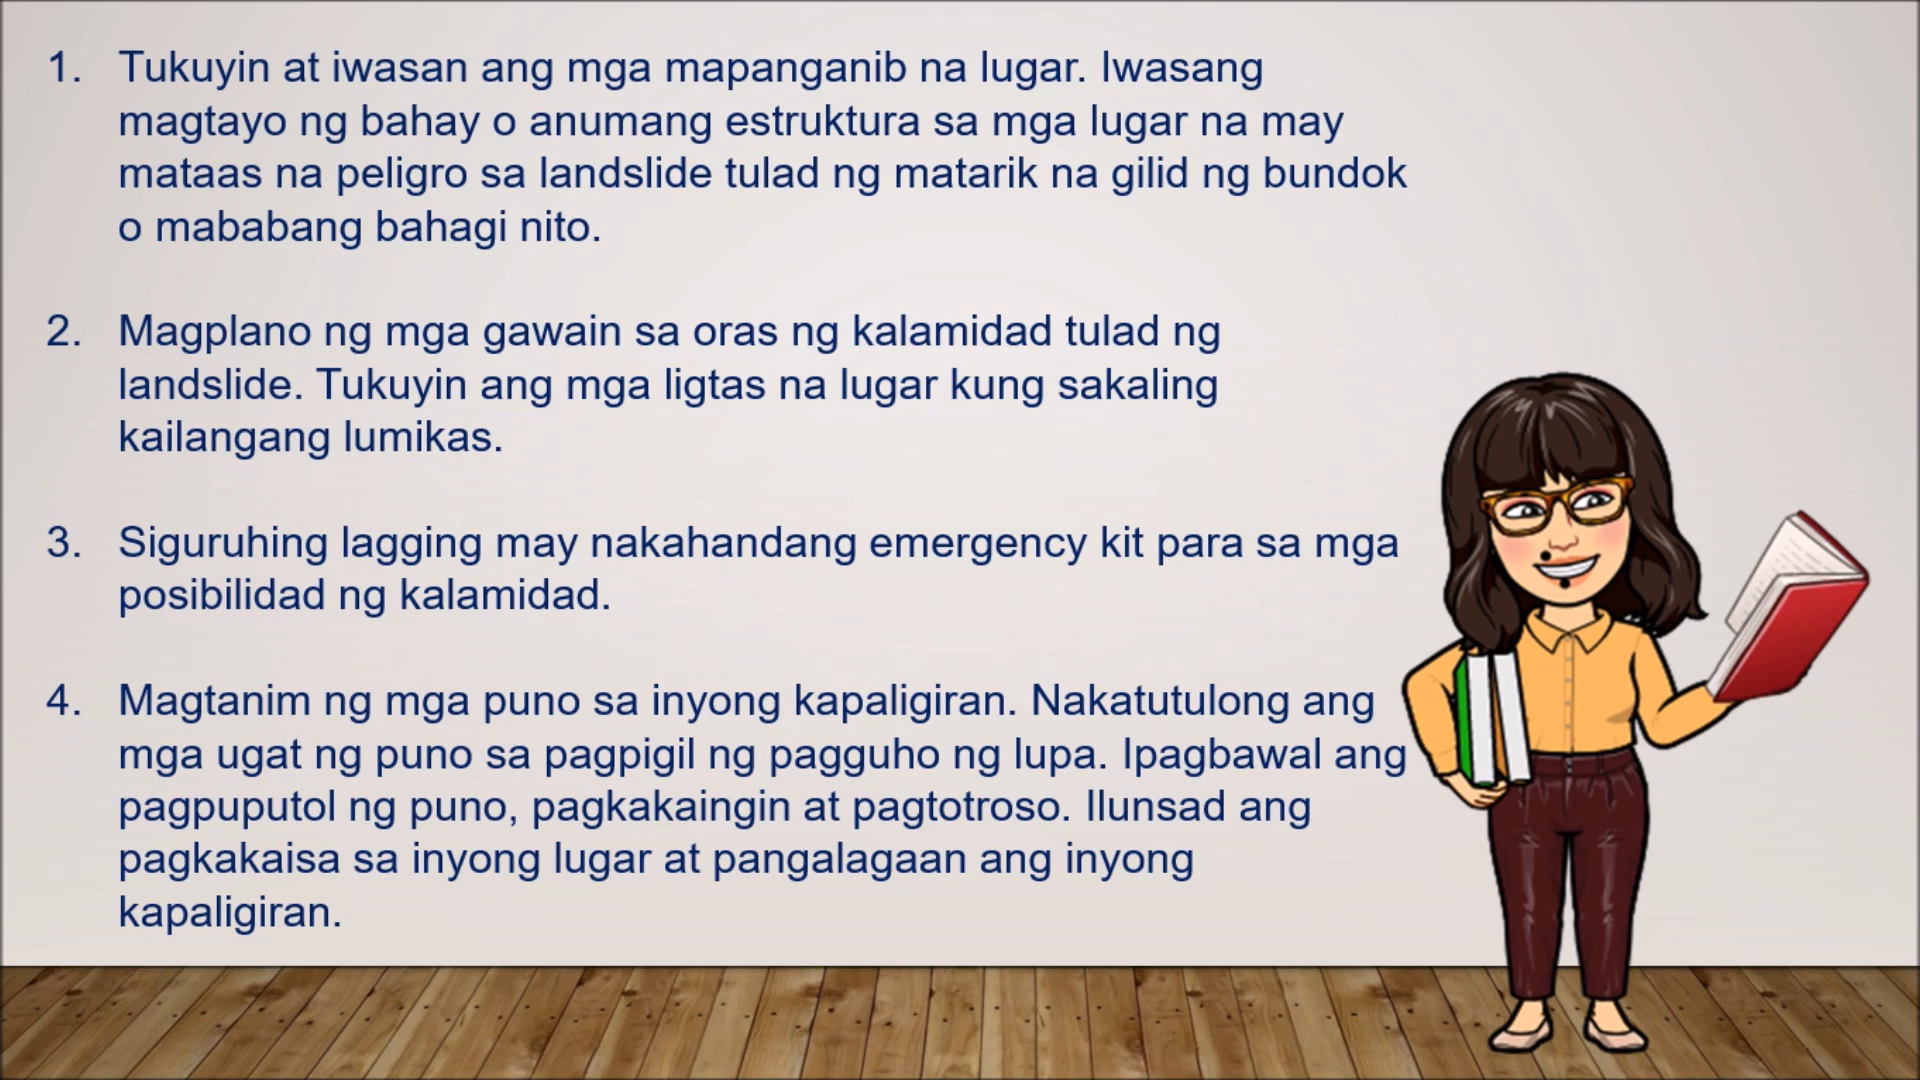 1. Tukuyin at iwasan ang mga mapanganib na lugar. Iwasang
magtayo ng bahay o anumang estruktura sa mga lugar na may
mataas na peligro sa landslide tulad ng matarik na gilid ng bundok
o mababang bahagi nito.
2. Magplano ng mga gawain sa oras ng kalamidad tulad ng
landslide. Tukuyin ang mga ligtas na lugar kung sakaling
kailangang lumikas.
3. Siguruhing lagging may nakahandang emergency kit para sa mga
posibilidad ng kalamidad.
4. Magtanim ng mga puno sa inyong kapaligiran. Nakatutulong ang
mga ugat ng puno sa pagpigil ng pagguho ng lupa. Ipagbawal ang
pagpuputol ng puno, pagkakaingin at pagtotroso. Ilunsad ang
pagkakaisa sa inyong lugar at pangalagaan ang inyong
kapaligiran.